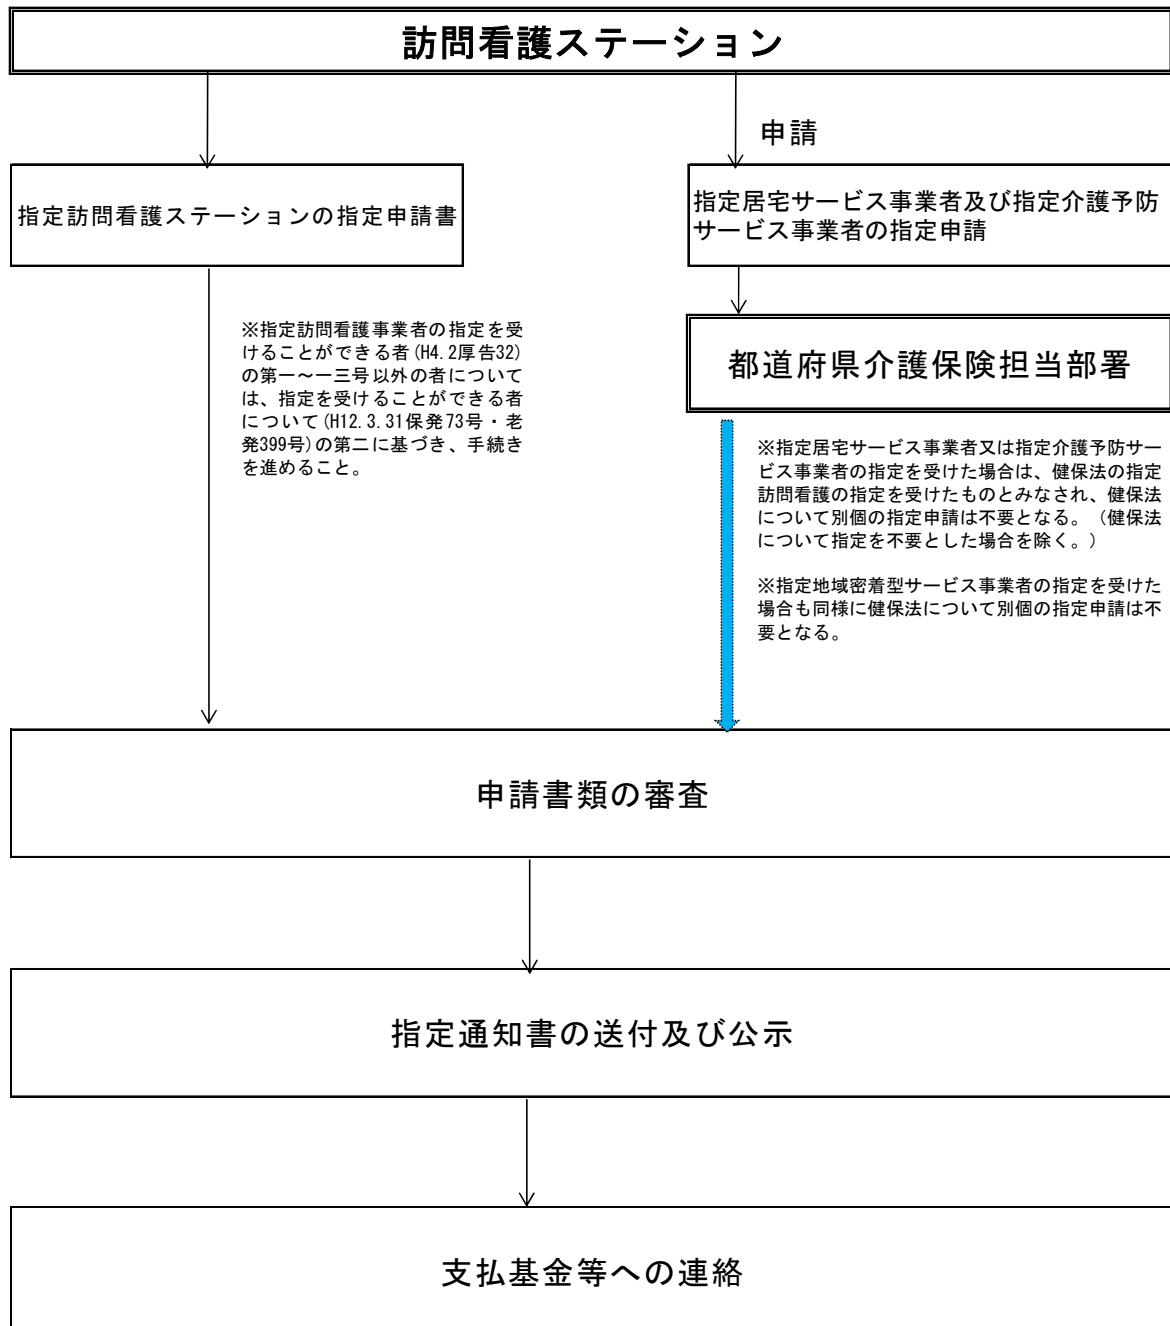 訪問看護ステーション
申請
指定訪問看護ステーションの指定申請書
指定居宅サービス事業者及び指定介護予防
サービス事業者の指定申請
※指定訪問看護事業者の指定を受
けることができる者(H4.2厚告32)
の第一～一三号以外の者について
は、指定を受けることができる者
について(H12.3.31保発73号・老
発399号)の第二に基づき、手続き
を進めること。
都道府県介護保険担当部署
※指定居宅サービス事業者又は指定介護予防サー
ビス事業者の指定を受けた場合は、健保法の指定
訪問看護の指定を受けたものとみなされ、健保法
について別個の指定申請は不要となる。（健保法
について指定を不要とした場合を除く。）
※指定地域密着型サービス事業者の指定を受けた
場合も同様に健保法について別個の指定申請は不
要となる。
申請書類の審査
指定通知書の送付及び公示
支払基金等への連絡